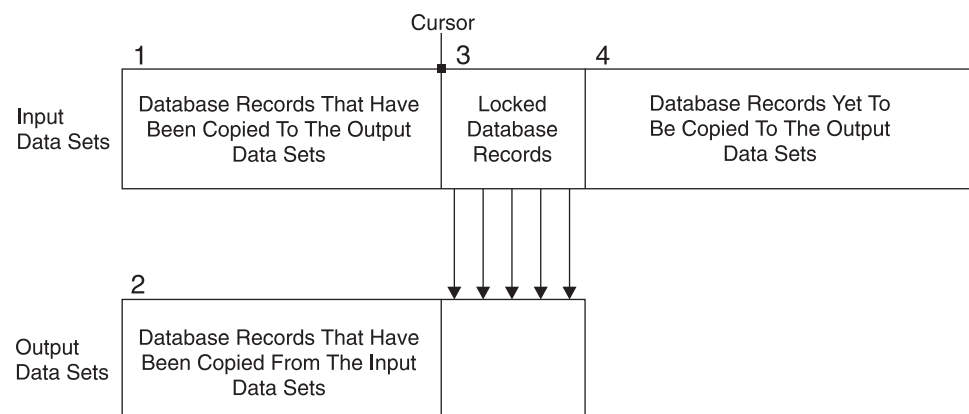 Cursor
1
3
4
Input
Data Sets
Database Records That Have
Been Copied To The Output
Data Sets
Locked
Database
Records
Database Records Yet To
Be Copied To The Output
Data Sets
2
Output
Data Sets
Database Records That Have
Been Copied From The Input
Data Sets